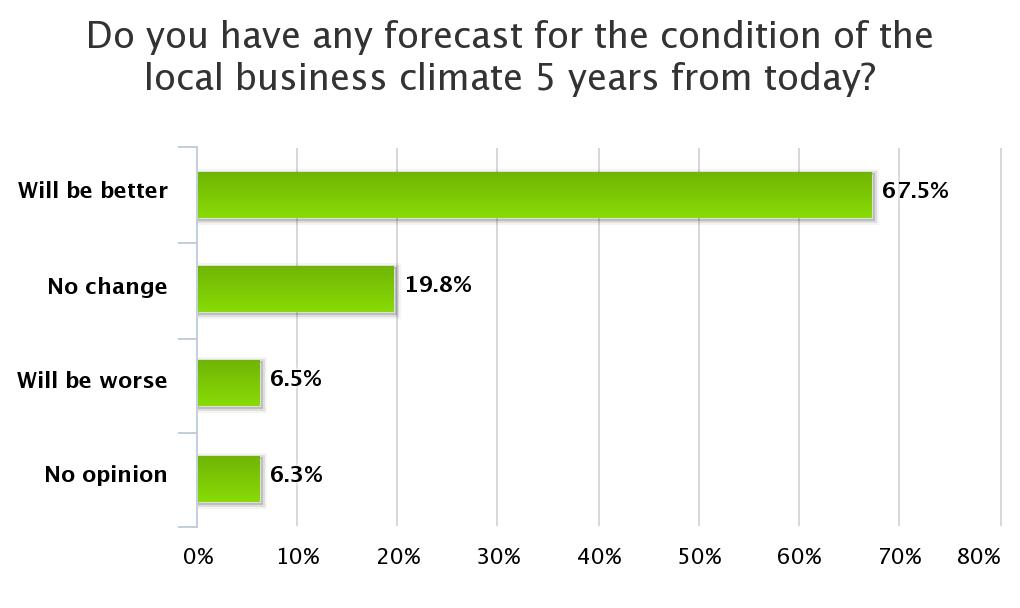 Do you have any forecast for the condition of the
local business climate 5 years from today?
Will be better 67.5%
No change 19.8%
Will be worse 6.5%
No opinion 6.3%
0% 10% 20% 30% 40% 50% 60% 70% 80%